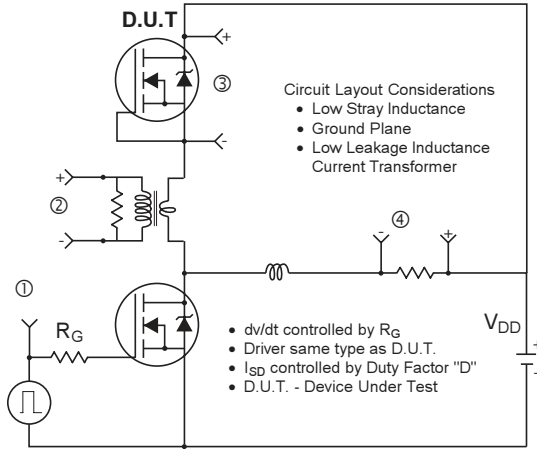 D.U.T
+
③
-
Circuit Layout Considerations
• Low Stray Inductance
• Ground Plane
• Low Leakage Inductance
Current Transformer
+
②
-
④
-
+
①
R_G
V_DD
+
-
• dv/dt controlled by R_G
• Driver same type as D.U.T.
• I_SD controlled by Duty Factor "D"
• D.U.T. - Device Under Test